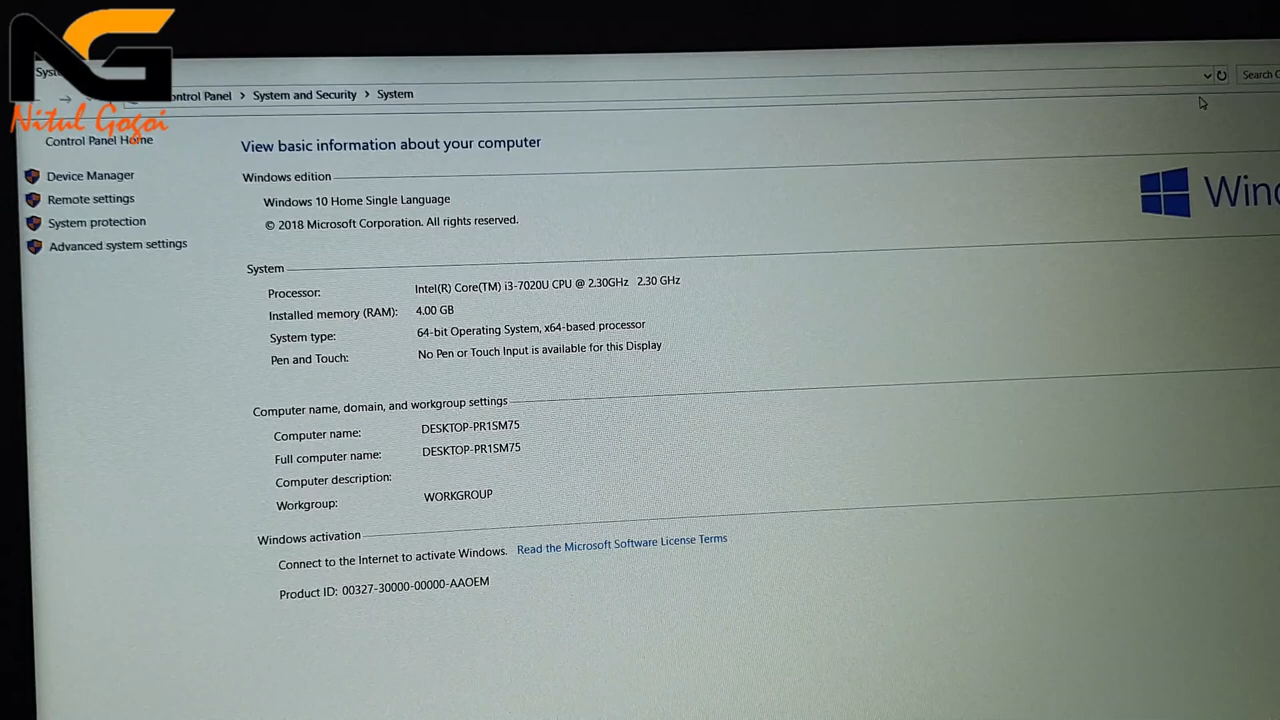 NG
Nitul Gogoi
Control Panel > System and Security > System
Search
Control Panel Home
Device Manager
Remote settings
System protection
Advanced system settings
View basic information about your computer
Windows edition
Windows 10 Home Single Language
© 2018 Microsoft Corporation. All rights reserved.
System
Processor: Intel(R) Core(TM) i3-7020U CPU @ 2.30GHz 2.30 GHz
Installed memory (RAM): 4.00 GB
System type: 64-bit Operating System, x64-based processor
Pen and Touch: No Pen or Touch Input is available for this Display
Computer name, domain, and workgroup settings
Computer name: DESKTOP-PR1SM75
Full computer name: DESKTOP-PR1SM75
Computer description:
Workgroup: WORKGROUP
Windows activation
Connect to the Internet to activate Windows. Read the Microsoft Software License Terms
Product ID: 00327-30000-00000-AAOEM